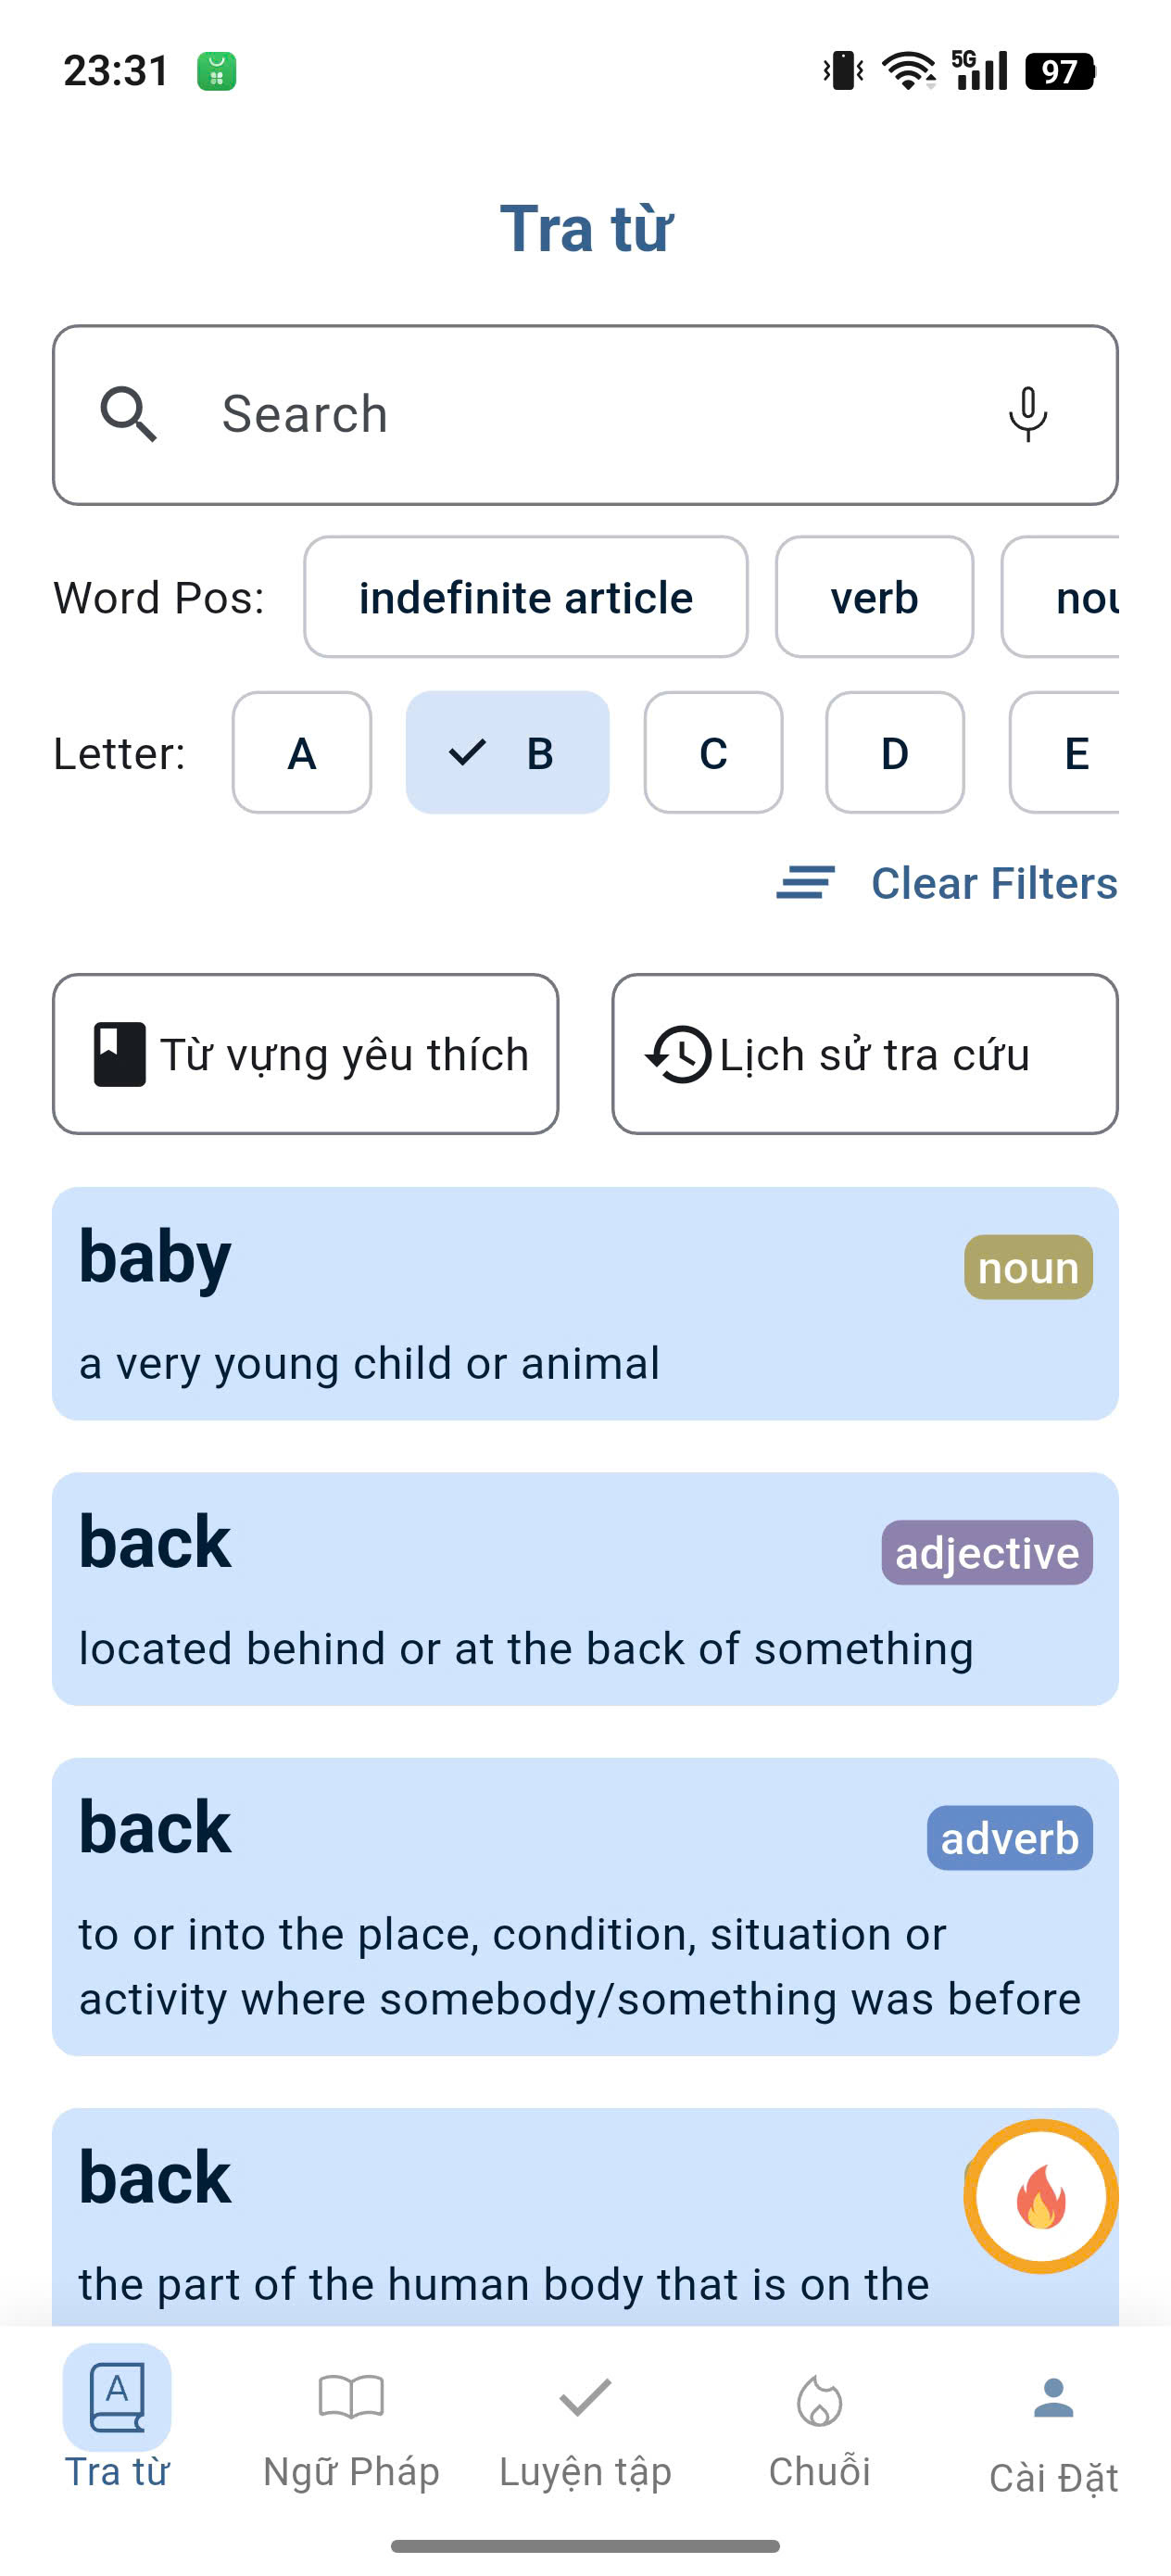 23:31
5G
97
Tra từ
Search
Word Pos: indefinite article verb
Letter: A B C D E
Clear Filters
Từ vựng yêu thích Lịch sử tra cứu
baby noun
a very young child or animal
back adjective
located behind or at the back of something
back adverb
to or into the place, condition, situation or
activity where somebody/something was before
back
the part of the human body that is on the
A
Tra từ Ngữ Pháp Luyện tập Chuỗi Cài Đặt